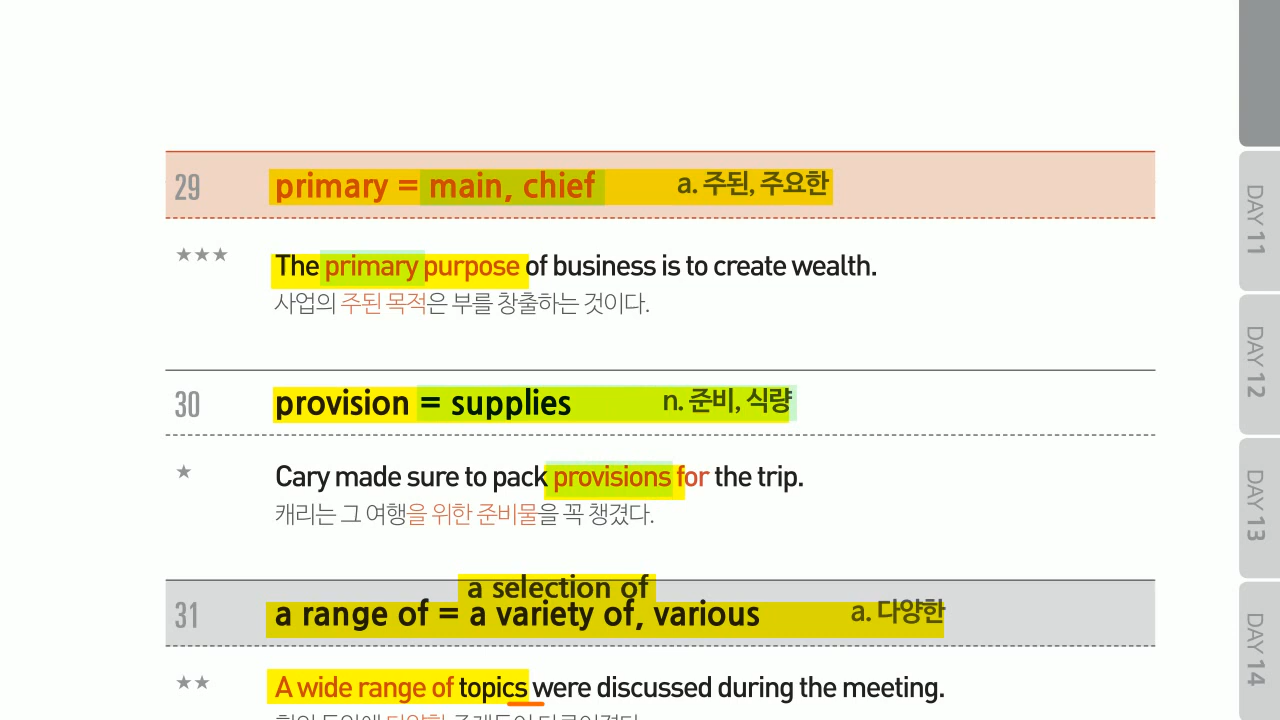 29 primary = main, chief a. 주된, 주요한
★★★ The primary purpose of business is to create wealth.
사업의 주된 목적은 부를 창출하는 것이다.
30 provision = supplies n. 준비, 식량
★ Cary made sure to pack provisions for the trip.
캐리는 그 여행을 위한 준비물을 꼭 챙겼다.
a selection of
31 a range of = a variety of, various a. 다양한
★★ A wide range of topics were discussed during the meeting.
DAY 11
DAY 12
DAY 13
DAY 14